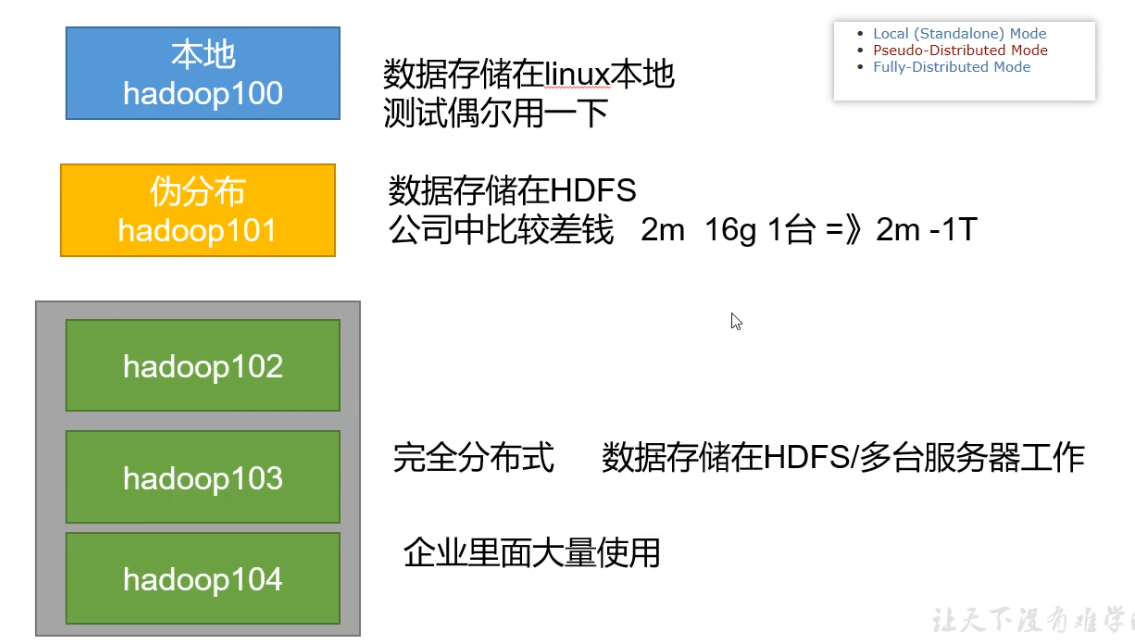 本地
hadoop100
数据存储在linux本地
测试偶尔用一下
Local (Standalone) Mode
Pseudo-Distributed Mode
Fully-Distributed Mode
伪分布
hadoop101
数据存储在HDFS
公司中比较差钱 2m 16g 1台 =》2m -1T
hadoop102
hadoop103
hadoop104
完全分布式 数据存储在HDFS/多台服务器工作
企业里面大量使用
让天下没有难学